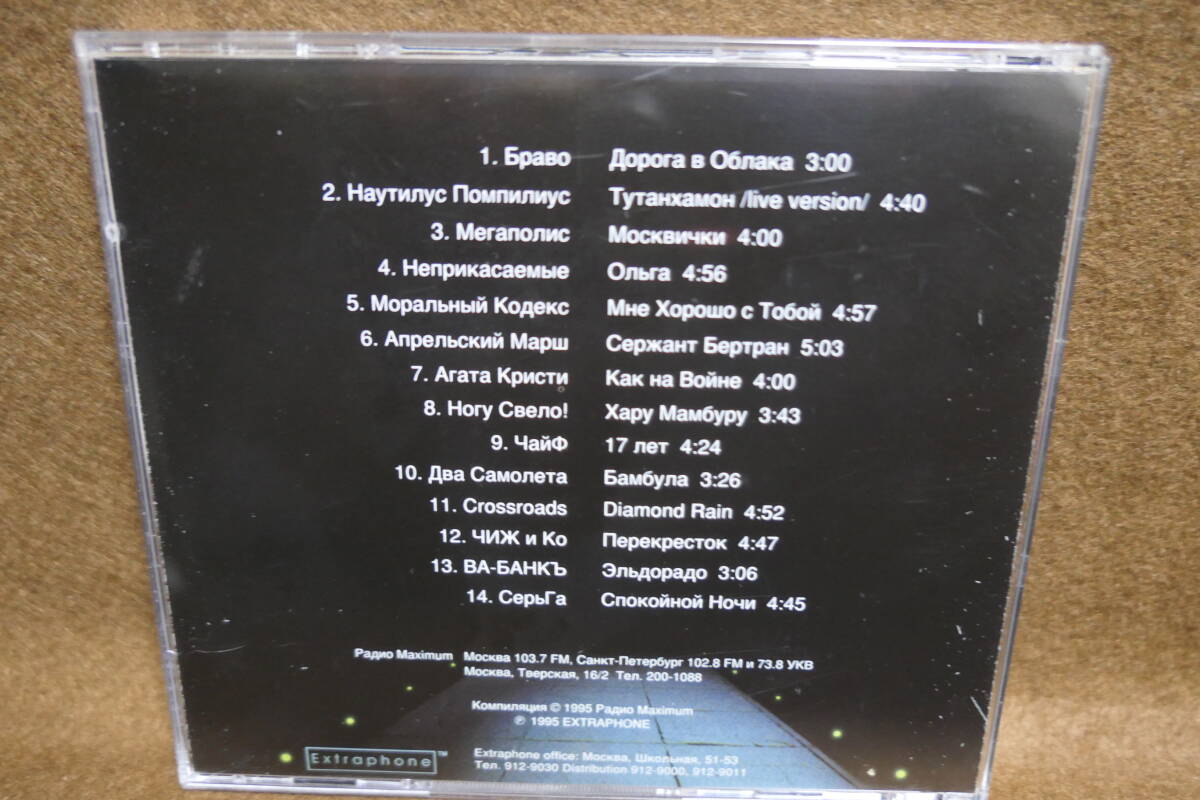 1. Браво Дорога в Облака 3:00
2. Наутилус Помпилиус Тутанхамон /live version/ 4:40
3. Мегаполис Москвички 4:00
4. Неприкасаемые Ольга 4:56
5. Моральный Кодекс Мне Хорошо с Тобой 4:57
6. Апрельский Марш Сержант Бертран 5:03
7. Агата Кристи Как на Войне 4:00
8. Ногу Свело! Хару Мамбуру 3:43
9. ЧайФ 17 лет 4:24
10. Два Самолета Бамбула 3:26
11. Crossroads Diamond Rain 4:52
12. ЧИЖ и Ко Перекресток 4:47
13. ВА-БАНКЪ Эльдорадо 3:06
14. СерьГа Спокойной Ночи 4:45
Радио Maximum Москва 103.7 FM, Санкт-Петербург 102.8 FM и 73.8 УКВ
Москва, Тверская, 16/2 Тел. 200-1088
Компиляция © 1995 Радио Maximum
℗ 1995 EXTRAPHONE
Extraphone™
Extraphone office: Москва, Школьная, 51-53
Тел. 912-9030 Distribution 912-9000, 912-9011